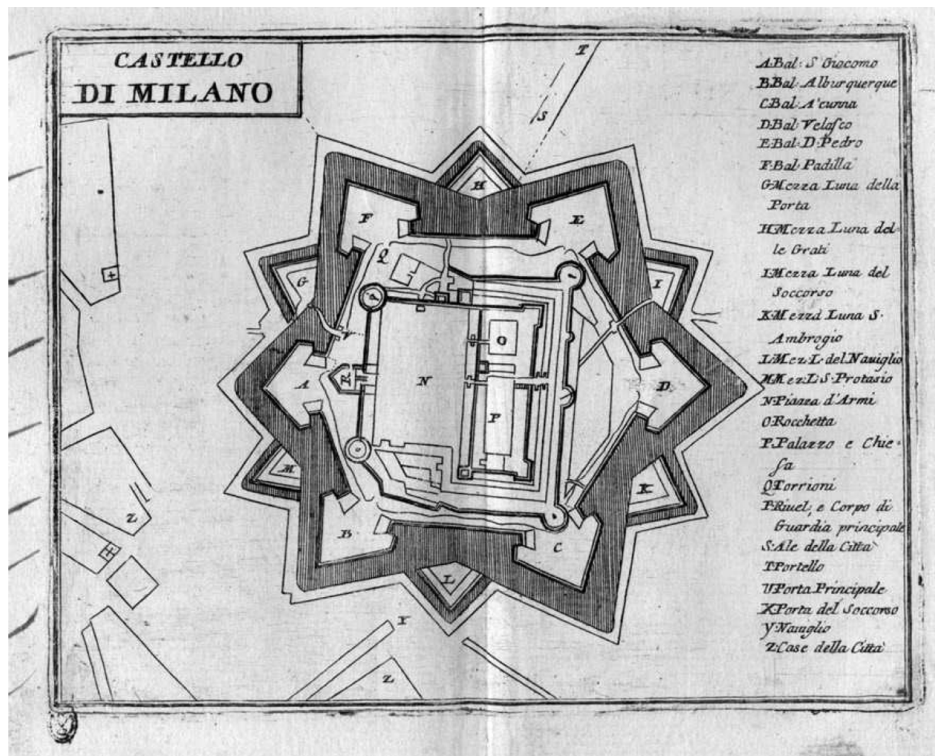 CASTELLO
DI MILANO
A. Bal. S. Giocomo
B. Bal. Alburquerque
C. Bal. A'cunna
D. Bal. Velasco
E. Bal. D. Pedro
F. Bal. Padilla
G. Mezza Luna della
Porta
H. Mezza Luna del
le Grati
I. Mezza Luna del
Soccorso
K. Mezza Luna S.
Ambrogio
L. Mez. L. del Nauiglio
M. Mez. L. S. Protasio
N. Piazza d'Armi
O. Rocchetta
P. Palazzo e Chie-
sa
Q. Torrioni
R. Riuel. e Corpo di
Guardia principale
S. Ale della Città
T. Portello
V. Porta Principale
X. Porta del Soccorso
Y. Nauiglio
Z. Case della Città
T
S
H
F
E
Q
G
I
V
O
A
R
N
D
P
M
K
Z
B
C
L
Y
Z